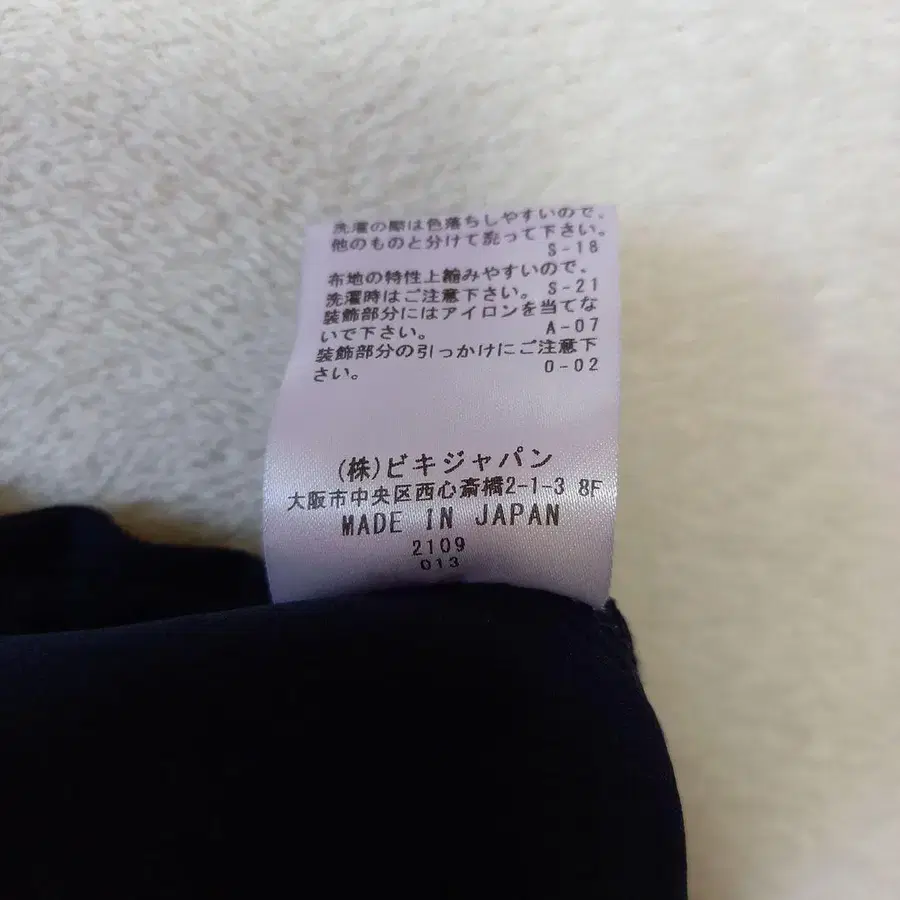 洗濯の際は色落ちしやすいので、
他のものと分けて洗って下さい。
S-18
布地の特性上縮みやすいので、
洗濯時はご注意下さい。 S-21
装飾部分にはアイロンを当てな
いで下さい。 A-07
装飾部分の引っかけにご注意下
さい。 O-02
(株)ビキジャパン
大阪市中央区西心斎橋2-1-3 8F
MADE IN JAPAN
2109
013